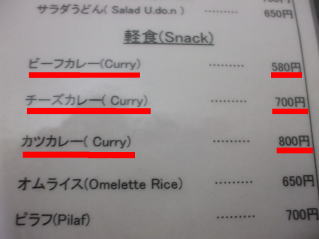 サラダうどん( Salad U.do.n ) ……… 650円
軽食(Snack)
ビーフカレー(Curry) ……… 580円
チーズカレー( Curry) ……… 700円
カツカレー( Curry) ……… 800円
オムライス(Omelette Rice) ……… 650円
ピラフ(Pilaf) ……… 700円